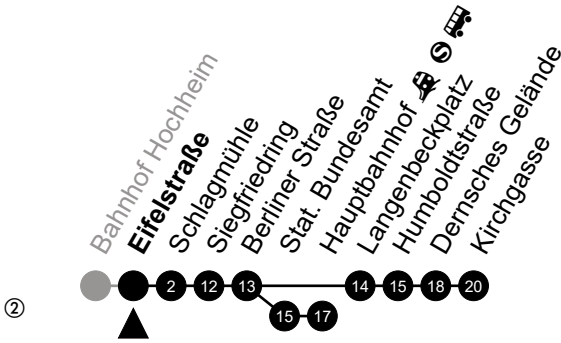 Bahnhof Hochheim
Eifelstraße
Schlagmühle
Siegfriedring
Berliner Straße
Stat. Bundesamt
Hauptbahnhof S
Langenbeckplatz
Humboldtstraße
Dernsches Gelände
Kirchgasse
② 2 12 13 14 15 18 20
15 17